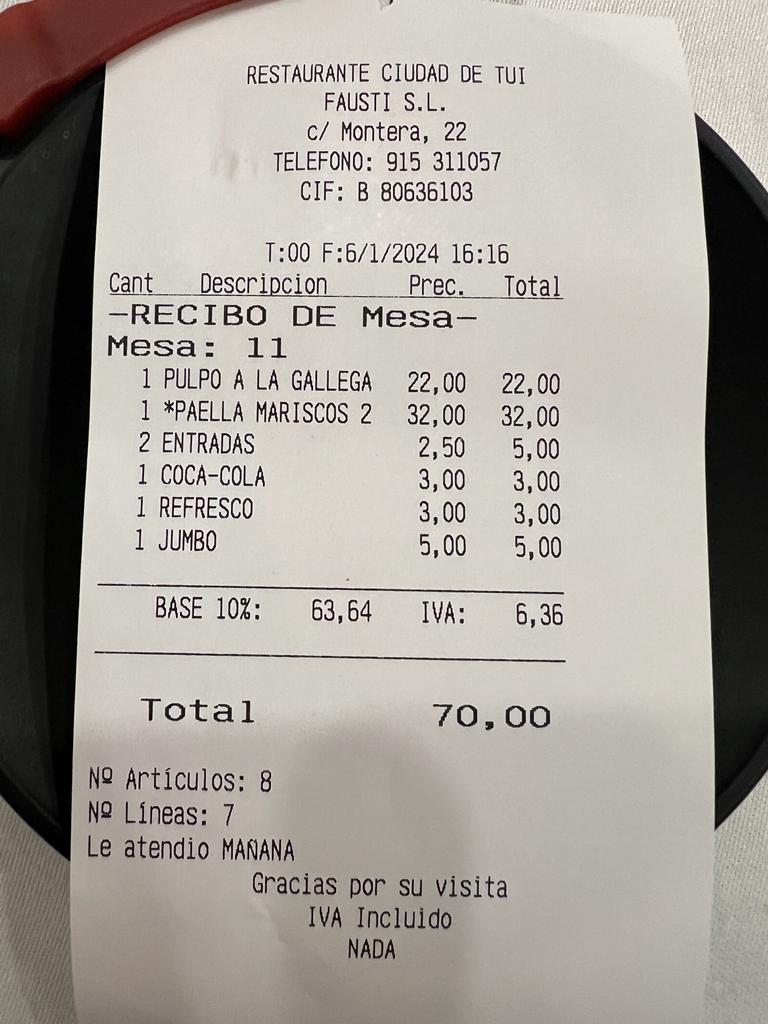 RESTAURANTE CIUDAD DE TUI
FAUSTI S.L.
c/ Montera, 22
TELEFONO: 915 311057
CIF: B 80636103
T:00 F:6/1/2024 16:16
Cant Descripcion Prec. Total
-RECIBO DE Mesa-
Mesa: 11
1 PULPO A LA GALLEGA 22,00 22,00
1 *PAELLA MARISCOS 2 32,00 32,00
2 ENTRADAS 2,50 5,00
1 COCA-COLA 3,00 3,00
1 REFRESCO 3,00 3,00
1 JUMBO 5,00 5,00
BASE 10%: 63,64 IVA: 6,36
Total 70,00
Nº Artículos: 8
Nº Líneas: 7
Le atendio MAÑANA
Gracias por su visita
IVA Incluido
NADA